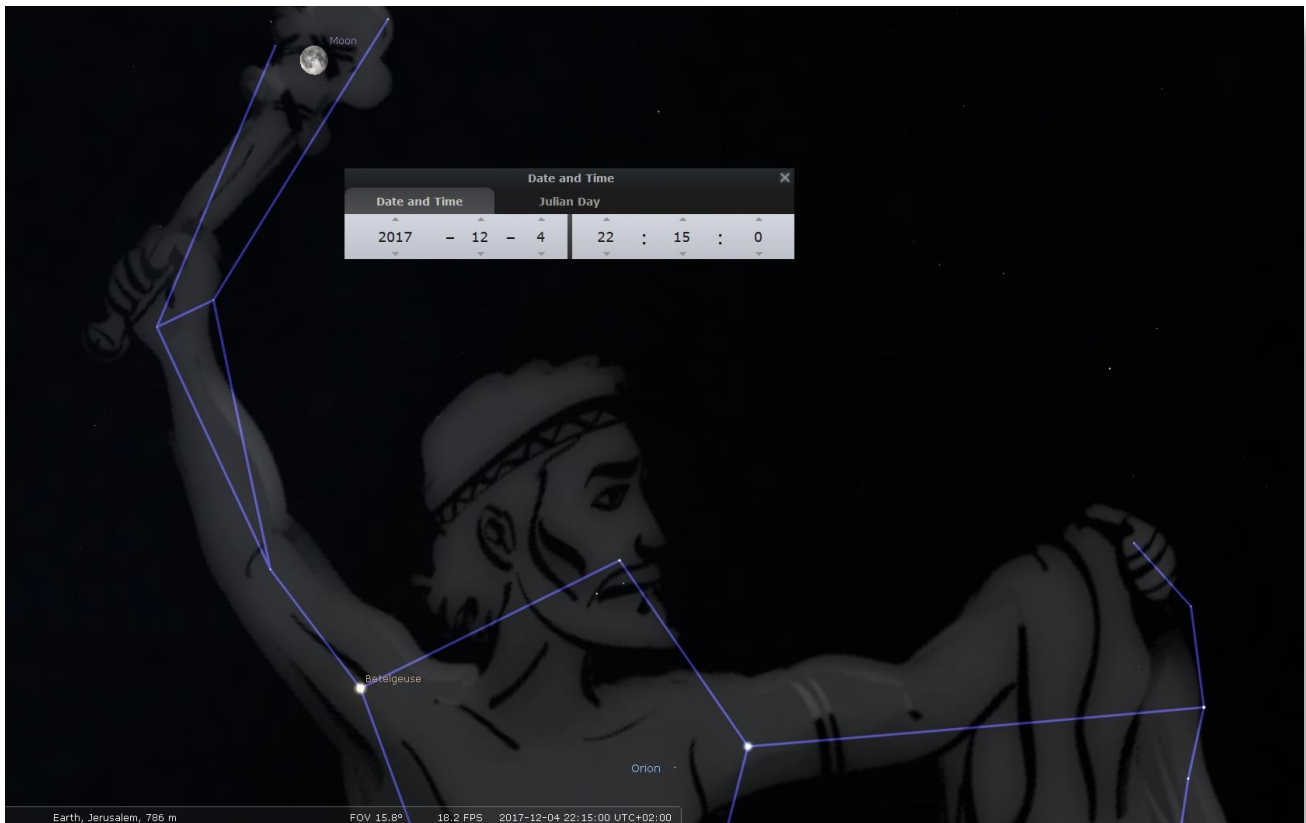 Moon
Date and Time
Date and Time Julian Day
2017 – 12 – 4 22 : 15 : 0
Betelgeuse
Orion
Earth, Jerusalem, 786 m FOV 15.8° 18.2 FPS 2017-12-04 22:15:00 UTC+02:00